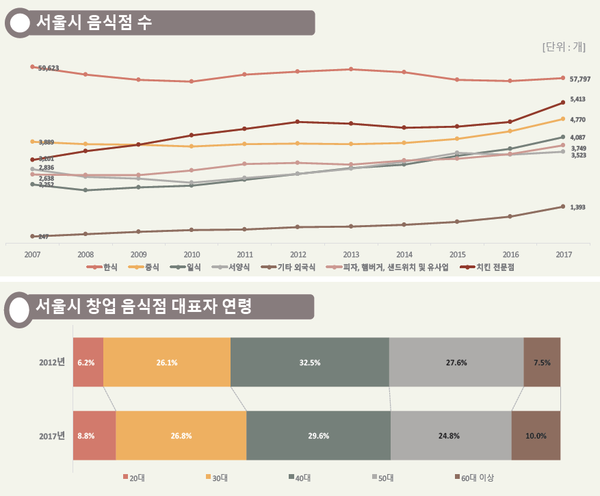 서울시 음식점 수
[단위 : 개]
59,623
57,797
5,413
4,770
4,087
3,749
3,523
3,889
3,101
2,836
2,638
2,252
1,393
247
2007 2008 2009 2010 2011 2012 2013 2014 2015 2016 2017
한식 중식 일식 서양식 기타 외국식 피자, 햄버거, 샌드위치 및 유사업 치킨 전문점
서울시 창업 음식점 대표자 연령
2012년 6.2% 26.1% 32.5% 27.6% 7.5%
2017년 8.8% 26.8% 29.6% 24.8% 10.0%
20대 30대 40대 50대 60대 이상